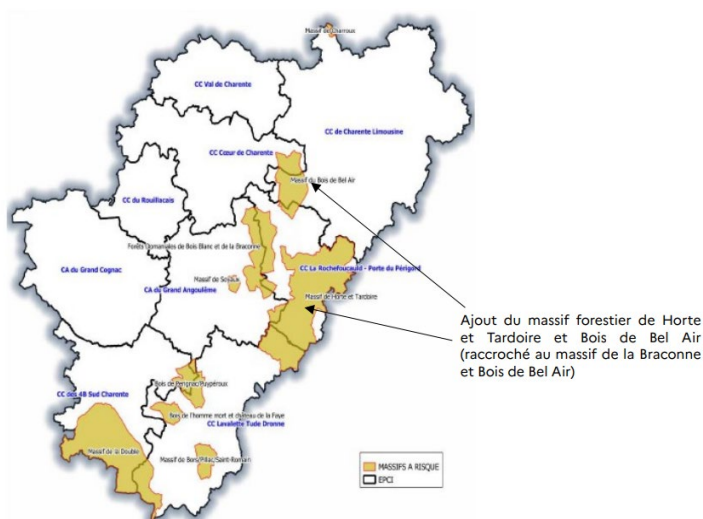 Massif de Charroux
CC Val de Charente
CC de Charente Limousine
CC Cœur de Charente
Massif du Bois de Bel Air
CC du Rouillacais
Forêts domaniales de Bois Blanc et de la Braconne
CA du Grand Cognac
CC La Rochefoucauld - Porte du Périgord
Massif de Soyaux
CA du Grand Angoulême
Massif de Horte et Tardoire
Ajout du massif forestier de Horte
et Tardoire et Bois de Bel Air
(raccroché au massif de la Braconne
et Bois de Bel Air)
Bois de Perignac/Puypéroux
CC des 4B Sud Charente
Bois de l'homme mort et château de la Faye
CC Lavalette Tude Dronne
Massif de la Double
Massif de Bors/Pillac/Saint-Romain
MASSIFS A RISQUE
EPCI